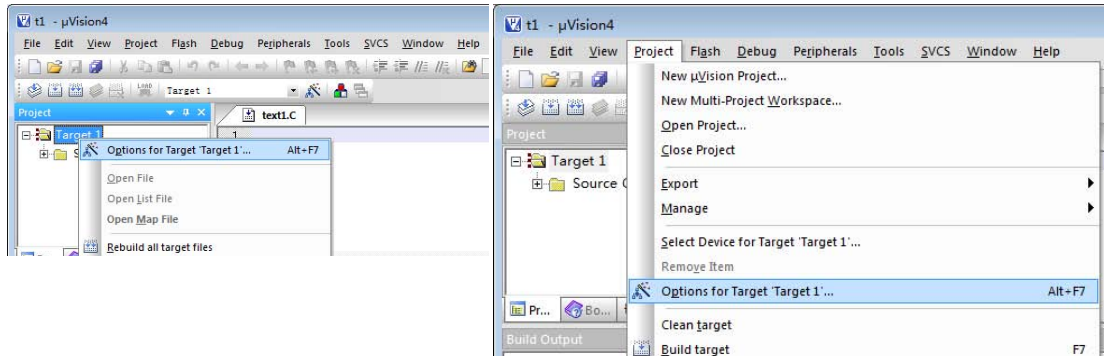 t1 - µVision4
File Edit View Project Flash Debug Peripherals Tools SVCS Window Help
LOAD Target 1
Project
text1.C
Target 1
1
S
Options for Target 'Target 1'... Alt+F7
Open File
Open List File
Open Map File
Rebuild all target files
t1 - µVision4
File Edit View Project Flash Debug Peripherals Tools SVCS Window Help
New µVision Project...
New Multi-Project Workspace...
Project
Open Project...
Target 1
Close Project
Source
Export
Manage
Select Device for Target 'Target 1'...
Remove Item
Options for Target 'Target 1'... Alt+F7
Pr... Bo...
Clean target
Build Output
Build target F7